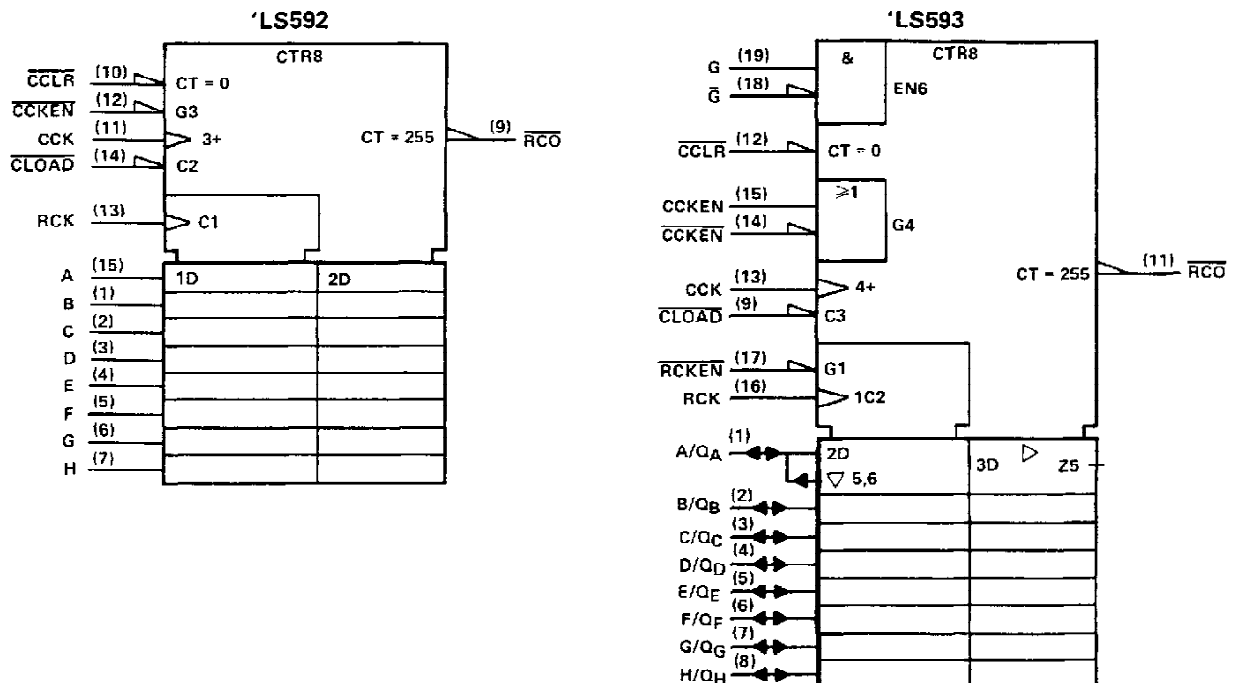 'LS592
CTR8
CCLR (10) CT = 0
CCKEN (12) G3
CCK (11) 3+ CT = 255 (9) RCO
CLOAD (14) C2
RCK (13) C1
A (15) 1D 2D
B (1)
C (2)
D (3)
E (4)
F (5)
G (6)
H (7)
'LS593
CTR8
G (19) &
G (18) EN6
CCLR (12) CT = 0
CCKEN (15) ⩾1
CCKEN (14) G4
CT = 255 (11) RCO
CCK (13) 4+
CLOAD (9) C3
RCKEN (17) G1
RCK (16) 1C2
A/QA (1) 2D 3D ▷ Z5
▽ 5,6
B/QB (2)
C/QC (3)
D/QD (4)
E/QE (5)
F/QF (6)
G/QG (7)
H/QH (8)